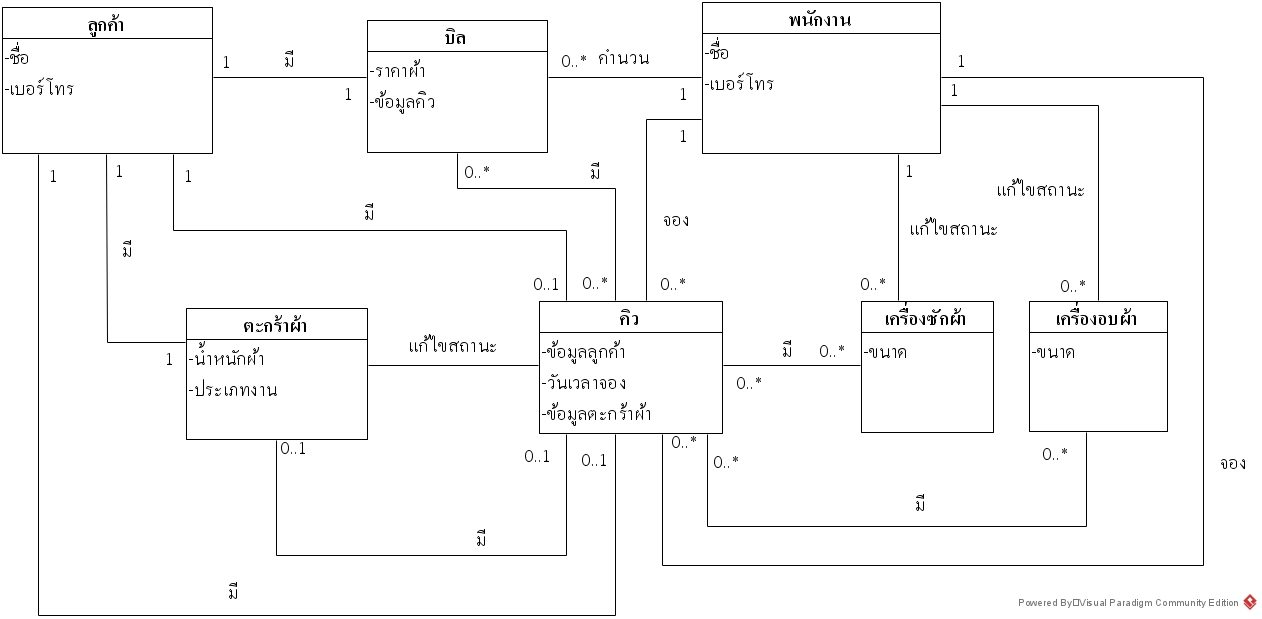 ลูกค้า
-ชื่อ
-เบอร์โทร
1
มี
1
บิล
-ราคาผ้า
-ข้อมูลคิว
0..*
คำนวน
1
พนักงาน
-ชื่อ
-เบอร์โทร
1
1
1
1
1
1
1
0..*
มี
มี
จอง
แก้ไขสถานะ
แก้ไขสถานะ
มี
0..1
0..*
0..*
0..*
0..*
ตะกร้าผ้า
-น้ำหนักผ้า
-ประเภทงาน
1
แก้ไขสถานะ
คิว
-ข้อมูลลูกค้า
-วันเวลาจอง
-ข้อมูลตะกร้าผ้า
มี
0..*
0..*
เครื่องซักผ้า
-ขนาด
เครื่องอบผ้า
-ขนาด
0..1
0..1
0..1
0..*
0..*
0..*
จอง
มี
มี
มี
Powered By Visual Paradigm Community Edition